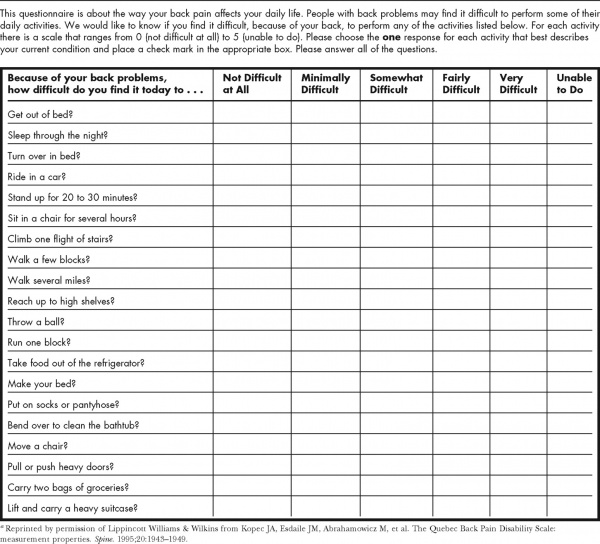 This questionnaire is about the way your back pain affects your daily life. People with back problems may find it difficult to perform some of their
daily activities. We would like to know if you find it difficult, because of your back, to perform any of the activities listed below. For each activity
there is a scale that ranges from 0 (not difficult at all) to 5 (unable to do). Please choose the one response for each activity that best describes
your current condition and place a check mark in the appropriate box. Please answer all of the questions.
Because of your back problems, how difficult do you find it today to . . .
Not Difficult at All
Minimally Difficult
Somewhat Difficult
Fairly Difficult
Very Difficult
Unable to Do
Get out of bed?
Sleep through the night?
Turn over in bed?
Ride in a car?
Stand up for 20 to 30 minutes?
Sit in a chair for several hours?
Climb one flight of stairs?
Walk a few blocks?
Walk several miles?
Reach up to high shelves?
Throw a ball?
Run one block?
Take food out of the refrigerator?
Make your bed?
Put on socks or pantyhose?
Bend over to clean the bathtub?
Move a chair?
Pull or push heavy doors?
Carry two bags of groceries?
Lift and carry a heavy suitcase?
a Reprinted by permission of Lippincott Williams & Wilkins from Kopec JA, Esdaile JM, Abrahamowicz M, et al. The Quebec Back Pain Disability Scale:
measurement properties. Spine. 1995;20:1943–1949.